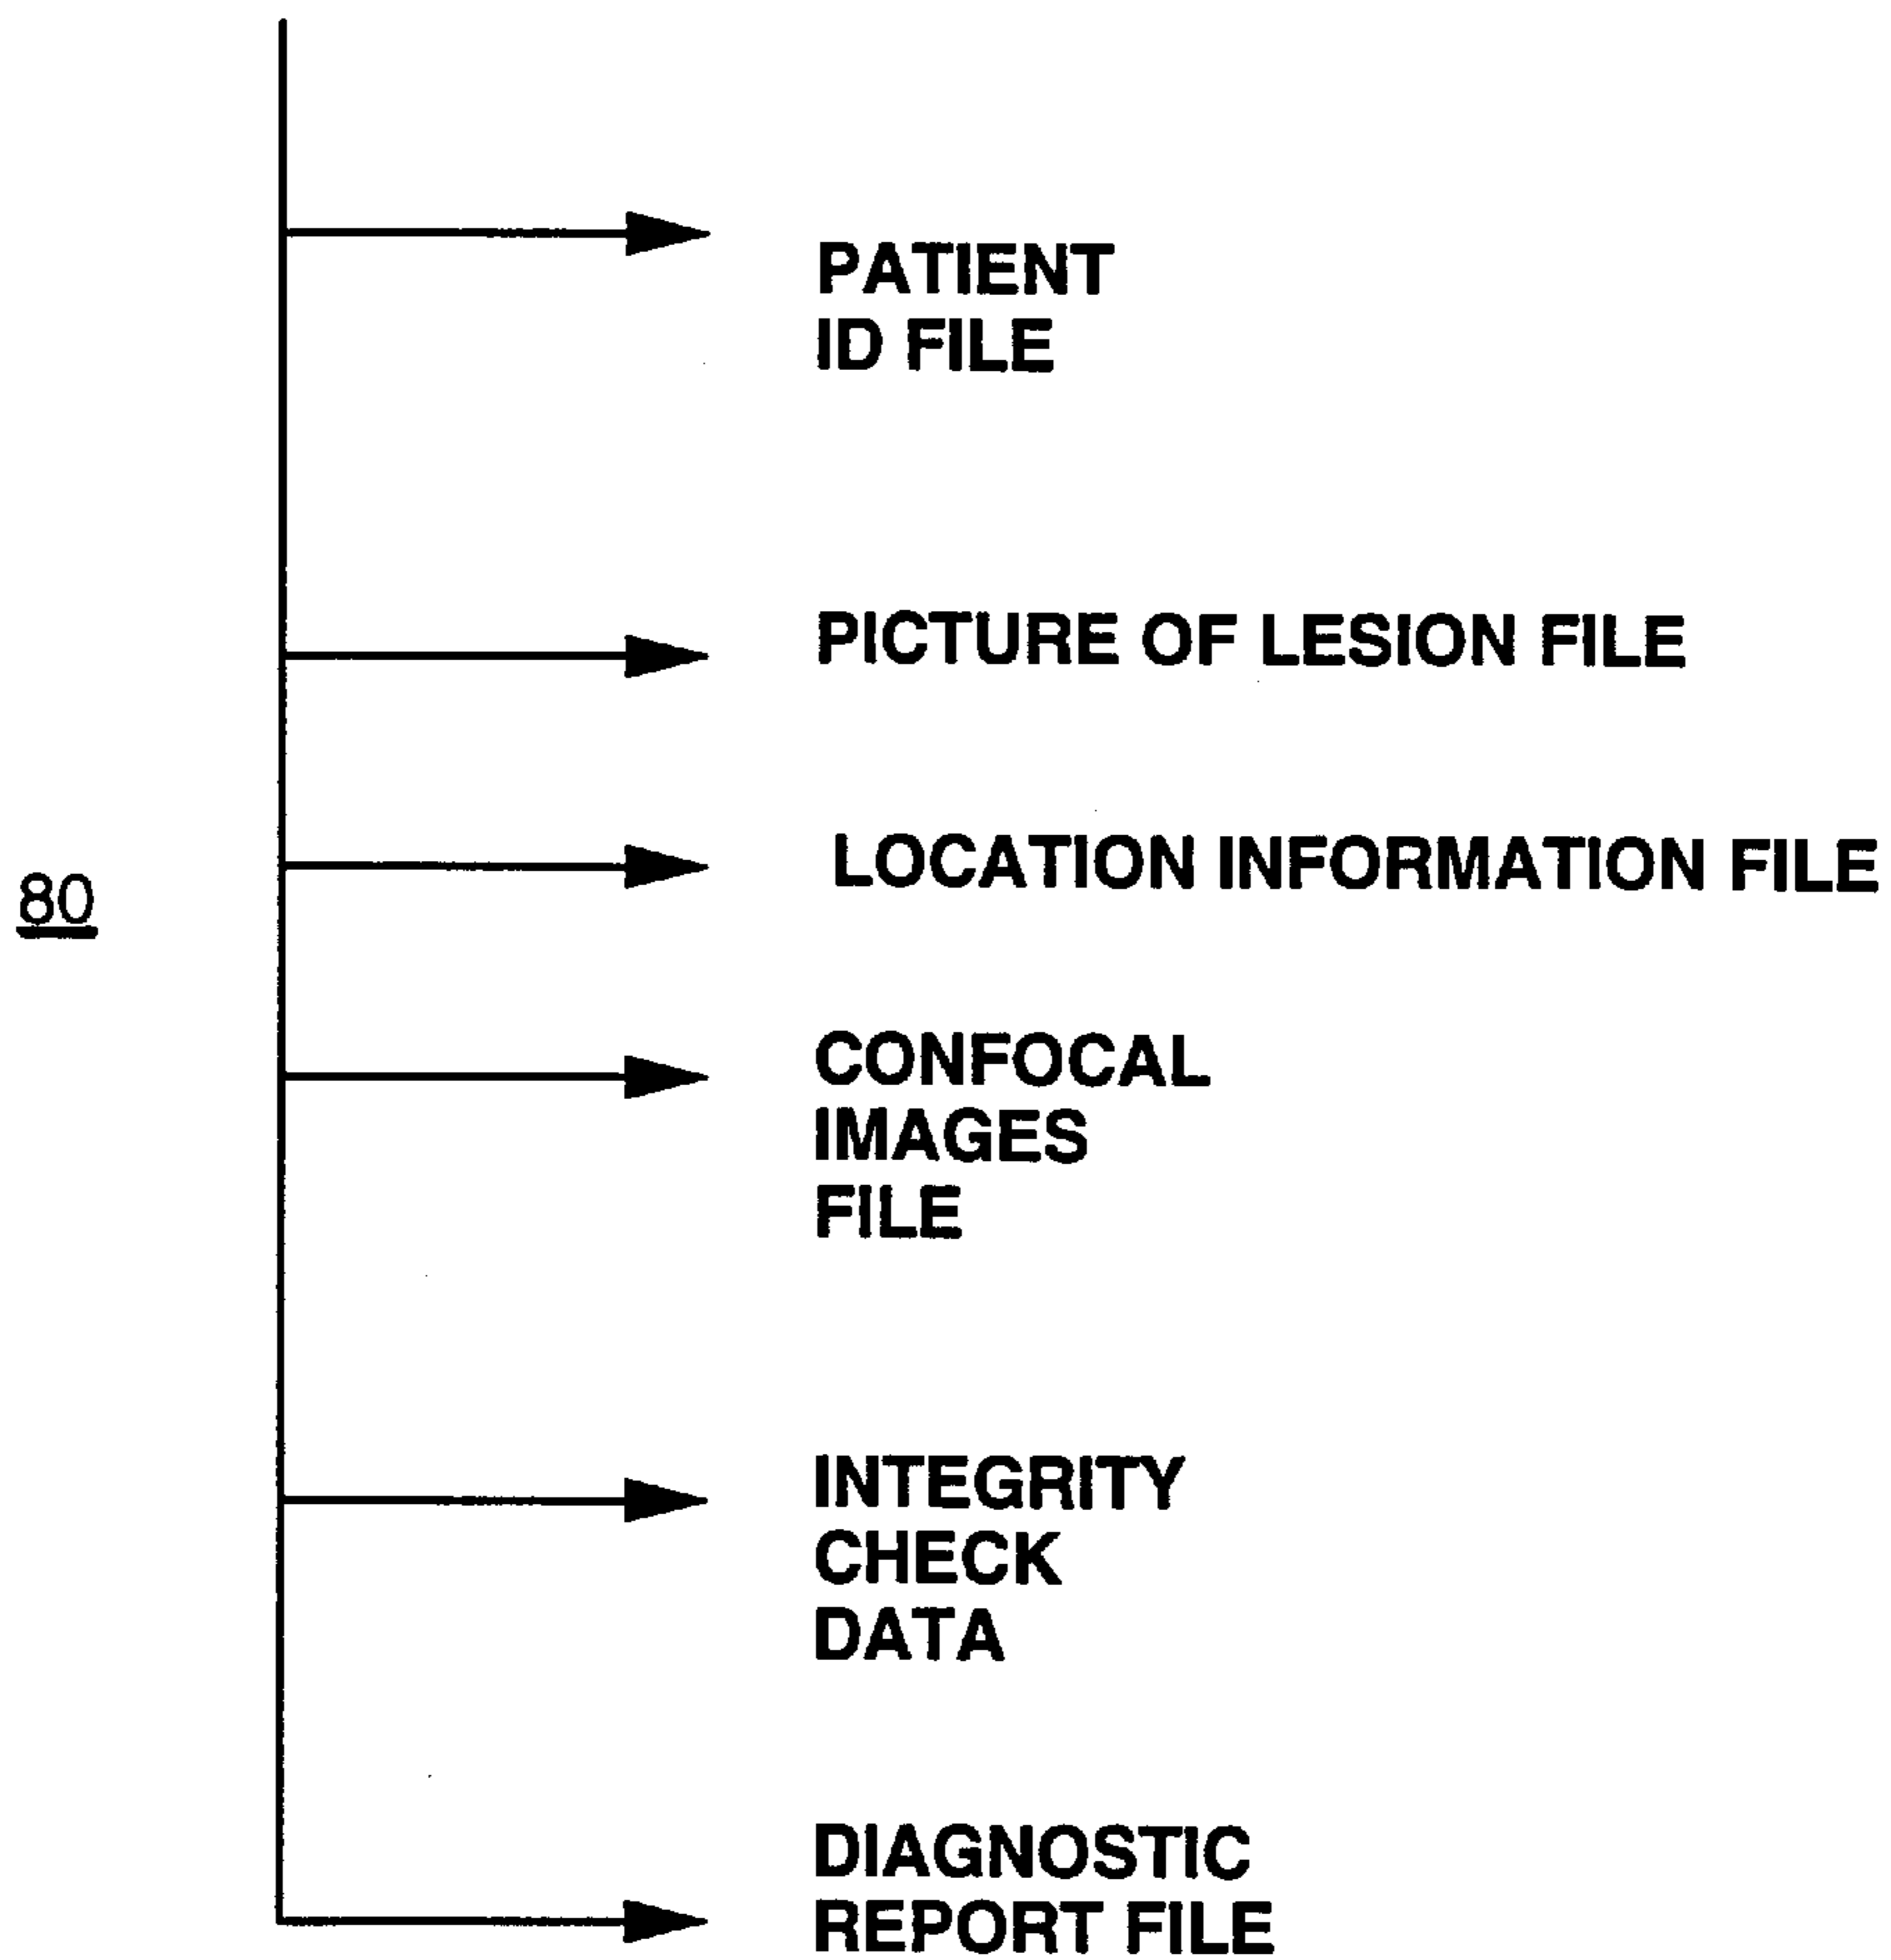 PATIENT
ID FILE
PICTURE OF LESION FILE
LOCATION INFORMATION FILE
80
CONFOCAL
IMAGES
FILE
INTEGRITY
CHECK
DATA
DIAGNOSTIC
REPORT FILE